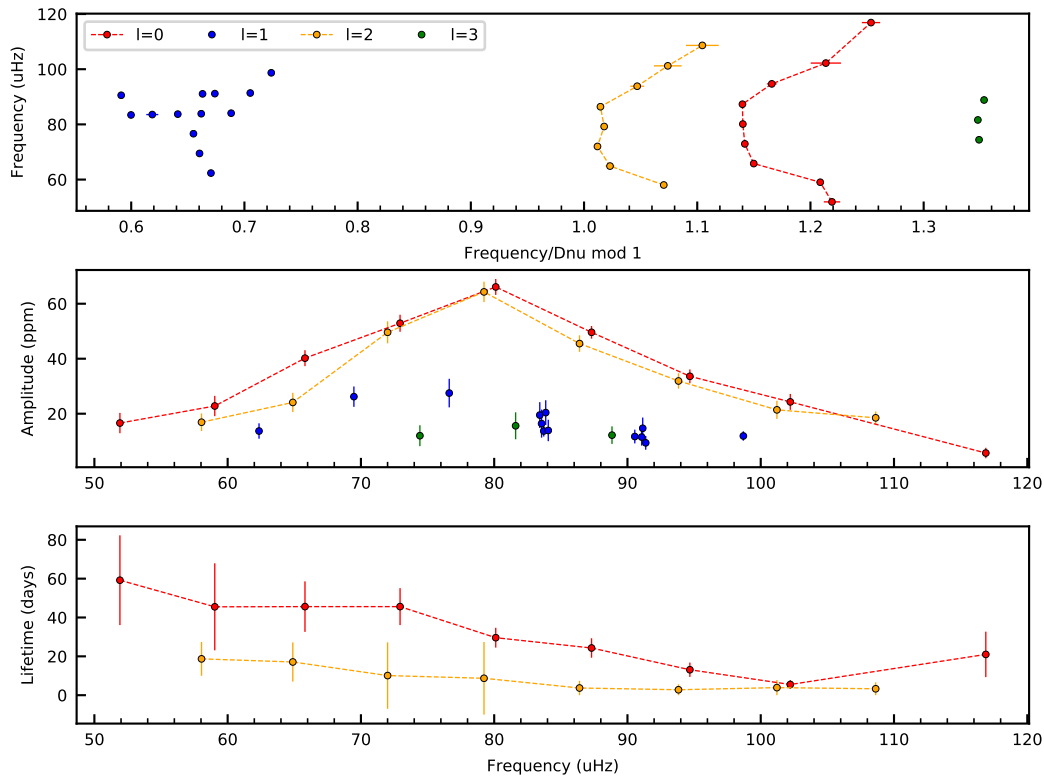 120
100
80
60
Frequency (uHz)
l=0 l=1 l=2 l=3
0.6 0.7 0.8 0.9 1.0 1.1 1.2 1.3
Frequency/Dnu mod 1
60
40
20
Amplitude (ppm)
50 60 70 80 90 100 110 120
80
60
40
20
0
Lifetime (days)
50 60 70 80 90 100 110 120
Frequency (uHz)